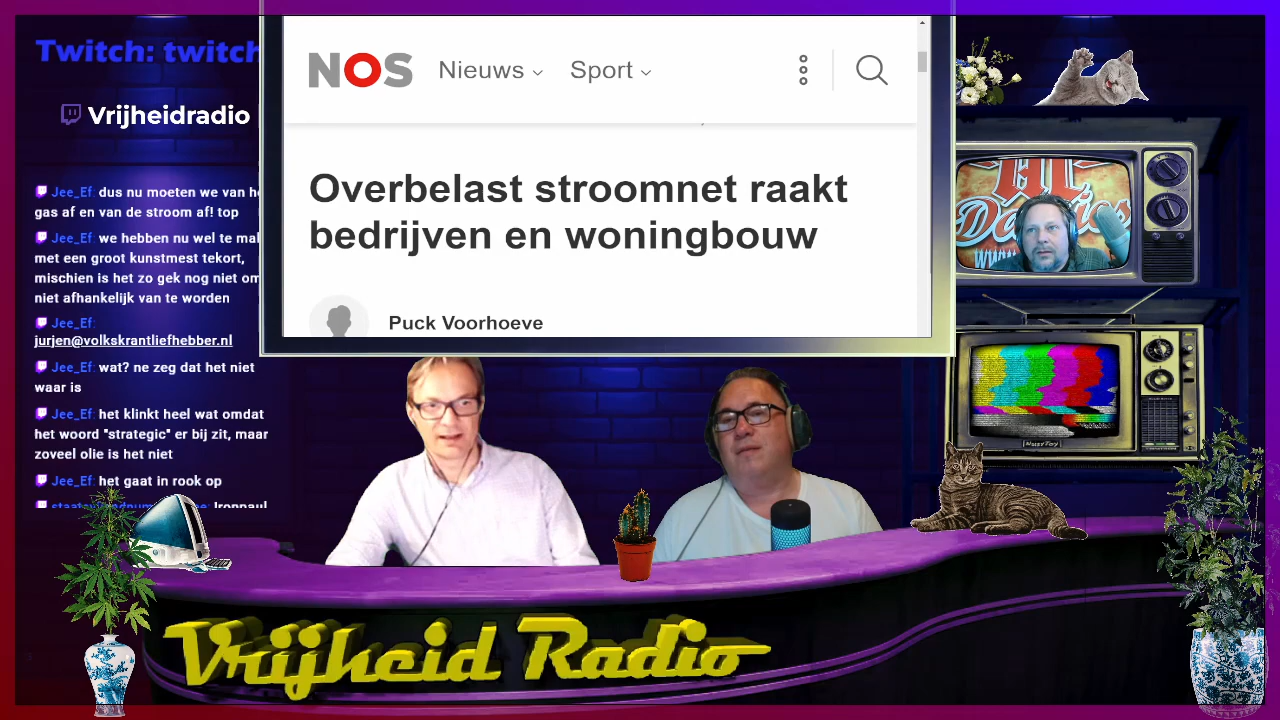 Twitch: twitch
Vrijheidradio
Jee_Ef: dus nu moeten we van he
gas af en van de stroom af! top
Jee_Ef: we hebben nu wel te mal
met een groot kunstmest tekort,
mischien is het zo gek nog niet om
niet afhankelijk van te worden
Jee_Ef:
jurjen@volkskrantliefhebber.nl
Jee_Ef: wat? ne zeg dat het niet
waar is
Jee_Ef: het klinkt heel wat omdat
het woord "strategic" er bij zit, maar
zoveel olie is het niet
Jee_Ef: het gaat in rook op
NOS Nieuws Sport
Overbelast stroomnet raakt
bedrijven en woningbouw
Puck Voorhoeve
Vrijheid Radio